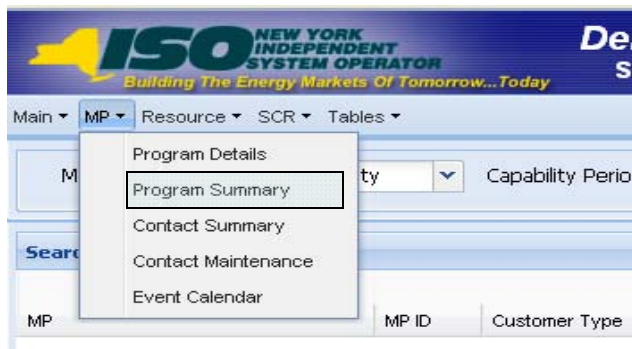 ISO NEW YORK
INDEPENDENT
SYSTEM OPERATOR
Building The Energy Markets Of Tomorrow...Today
De
S
Main MP Resource SCR Tables
Program Details
M ty Capability Perio
Program Summary
Contact Summary
Sear
Contact Maintenance
Event Calendar
MP MP ID Customer Type